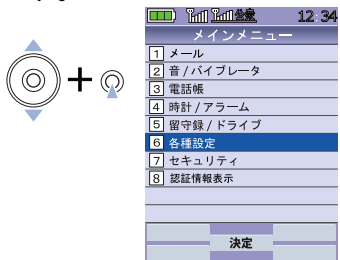 12:34
メインメニュー
1 メール
2 音/バイブレータ
3 電話帳
4 時計/アラーム
5 留守録/ドライブ
6 各種設定
7 セキュリティ
8 認証情報表示
決定